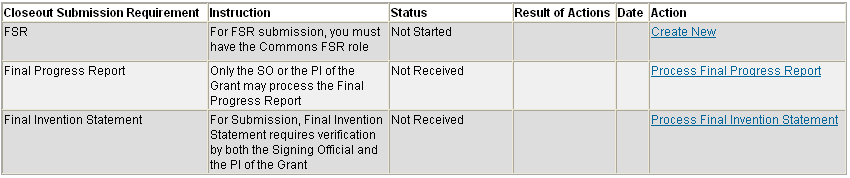 Closeout Submission Requirement Instruction Status Result of Actions Date Action
FSR For FSR submission, you must Not Started Create New
have the Commons FSR role
Final Progress Report Only the SO or the PI of the Not Received Process Final Progress Report
Grant may process the Final
Progress Report
Final Invention Statement For Submission, Final Invention Not Received Process Final Invention Statement
Statement requires verification
by both the Signing Official and
the PI of the Grant